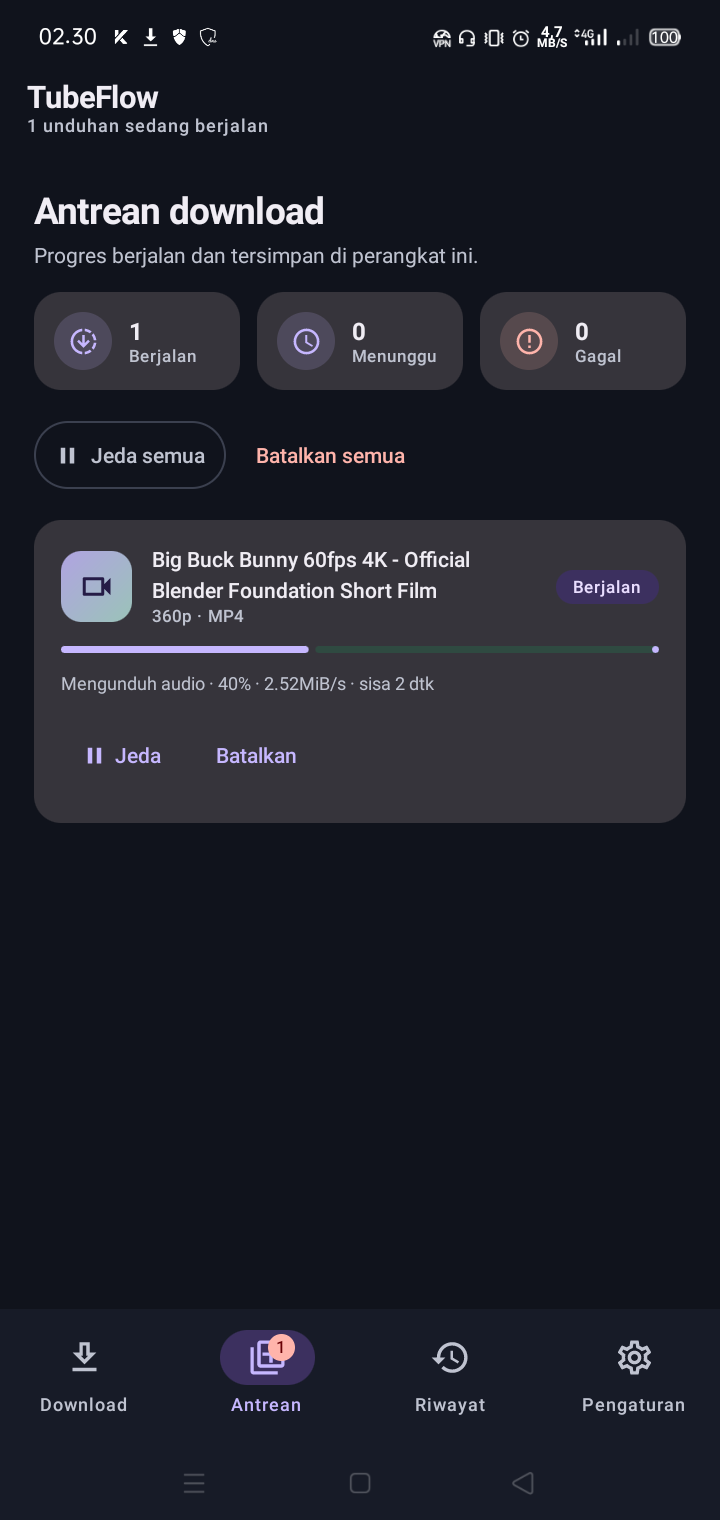 02.30
VPN
4.7
MB/S
4G
100
TubeFlow
1 unduhan sedang berjalan
Antrean download
Progres berjalan dan tersimpan di perangkat ini.
1
Berjalan
0
Menunggu
0
Gagal
Jeda semua
Batalkan semua
Big Buck Bunny 60fps 4K - Official
Blender Foundation Short Film
360p · MP4
Berjalan
Mengunduh audio · 40% · 2.52MiB/s · sisa 2 dtk
Jeda
Batalkan
1
Download
Antrean
Riwayat
Pengaturan